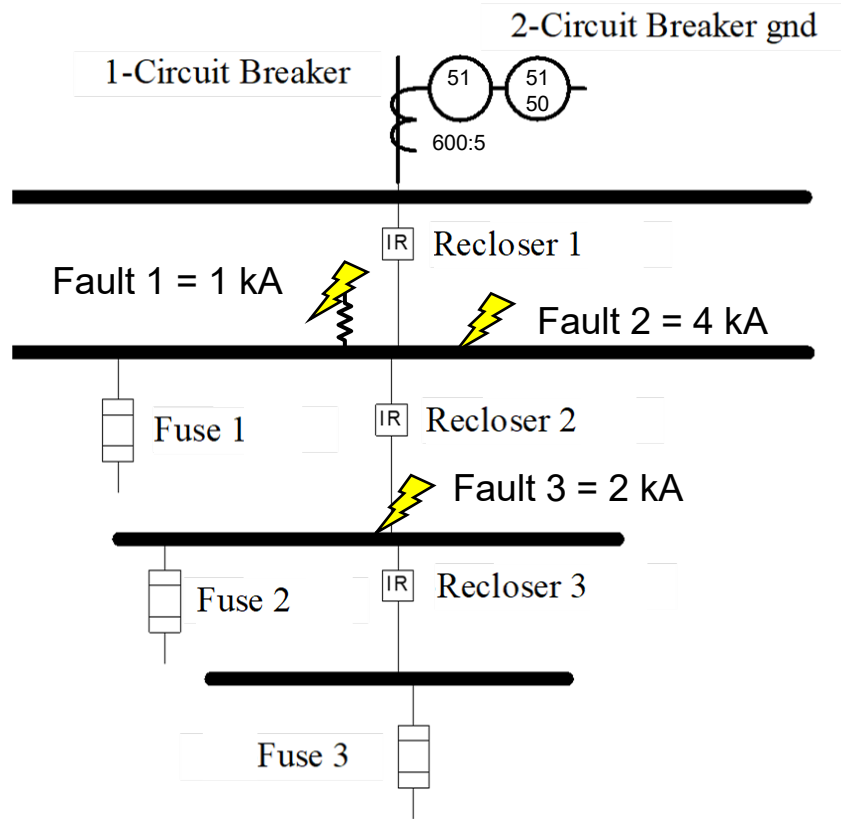 2-Circuit Breaker gnd
1-Circuit Breaker
51
51
50
600:5
IR
Recloser 1
Fault 1 = 1 kA
Fault 2 = 4 kA
Fuse 1
IR
Recloser 2
Fault 3 = 2 kA
Fuse 2
IR
Recloser 3
Fuse 3